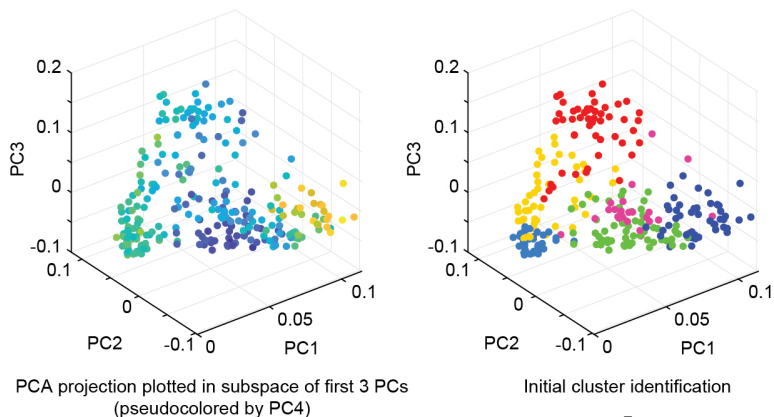 0.2
0.1
0
-0.1
PC3
0.1
0
-0.1
PC2
0
0.05
0.1
PC1
PCA projection plotted in subspace of first 3 PCs
(pseudocolored by PC4)
0.2
0.1
0
-0.1
PC3
0.1
0
-0.1
PC2
0
0.05
0.1
PC1
Initial cluster identification